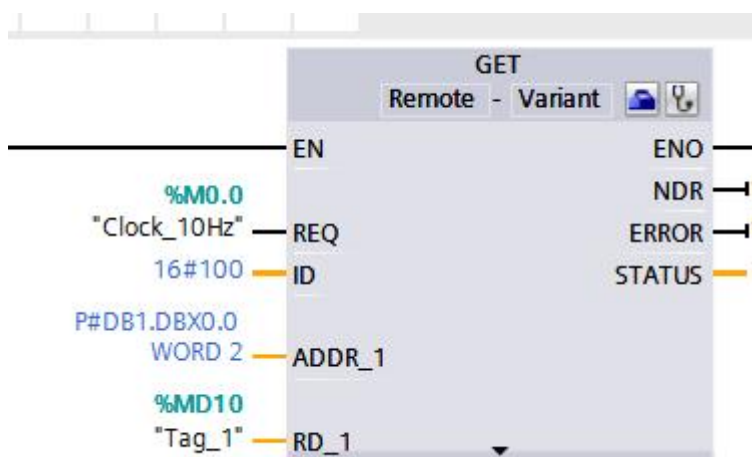 GET
Remote - Variant
EN
ENO
%M0.0
NDR
"Clock_10Hz"
REQ
ERROR
16#100
ID
STATUS
P#DB1.DBX0.0
WORD 2
ADDR_1
%MD10
"Tag_1"
RD_1